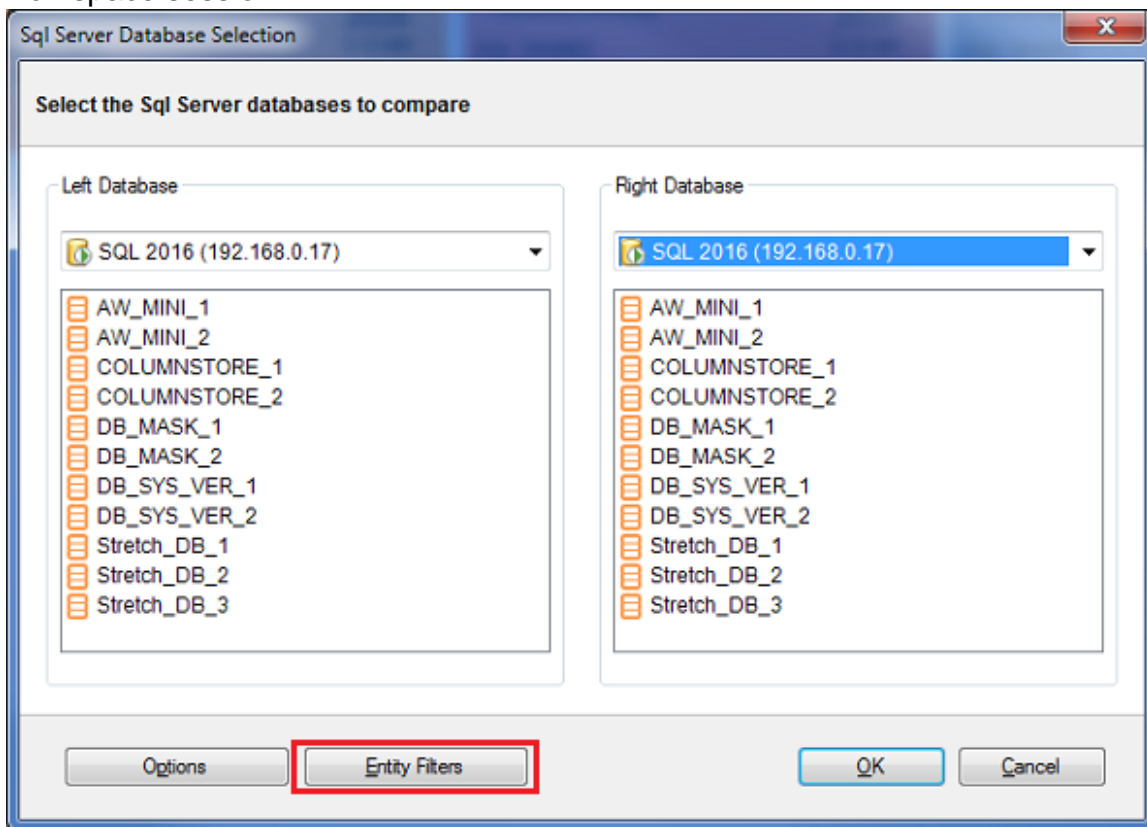 Sql Server Database Selection
Select the Sql Server databases to compare
Left Database
SQL 2016 (192.168.0.17)
AW_MINI_1
AW_MINI_2
COLUMNSTORE_1
COLUMNSTORE_2
DB_MASK_1
DB_MASK_2
DB_SYS_VER_1
DB_SYS_VER_2
Stretch_DB_1
Stretch_DB_2
Stretch_DB_3
Right Database
SQL 2016 (192.168.0.17)
AW_MINI_1
AW_MINI_2
COLUMNSTORE_1
COLUMNSTORE_2
DB_MASK_1
DB_MASK_2
DB_SYS_VER_1
DB_SYS_VER_2
Stretch_DB_1
Stretch_DB_2
Stretch_DB_3
Options
Entity Filters
OK
Cancel